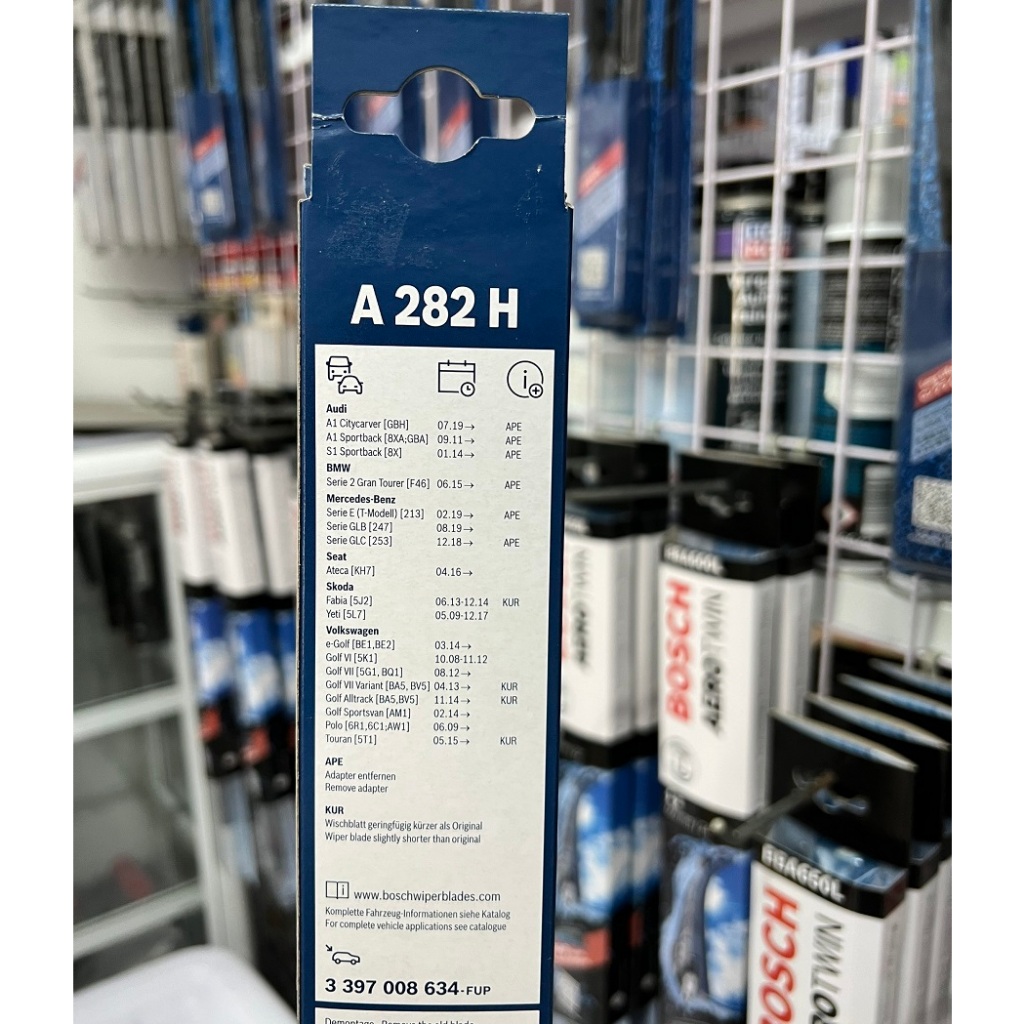 A 282 H
Audi
A1 Citycarver [GBH] 07.19→ APE
A1 Sportback [8XA;GBA] 09.11→ APE
S1 Sportback [8X] 01.14→ APE
BMW
Serie 2 Gran Tourer [F46] 06.15→ APE
Mercedes-Benz
Serie E (T-Modell) [213] 02.19→ APE
Serie GLB [247] 08.19→
Serie GLC [253] 12.18→ APE
Seat
Ateca [KH7] 04.16→
Skoda
Fabia [5J2] 06.13-12.14 KUR
Yeti [5L7] 05.09-12.17
Volkswagen
e-Golf [BE1,BE2] 03.14→
Golf VI [5K1] 10.08-11.12
Golf VII [5G1, BQ1] 08.12→
Golf VII Variant [BA5, BV5] 04.13→ KUR
Golf Alltrack [BA5,BV5] 11.14→ KUR
Golf Sportsvan [AM1] 02.14→
Polo [6R1,6C1;AW1] 06.09→
Touran [5T1] 05.15→ KUR
APE
Adapter entfernen
Remove adapter
KUR
Wischblatt geringfügig kürzer als Original
Wiper blade slightly shorter than original
www.boschwiperblades.com
Komplette Fahrzeug-Informationen siehe Katalog
For complete vehicle applications see catalogue
3 397 008 634-FUP
Demontage - Remove the old blade
BBA600L
BOSCH
AEROTWIN
AERO
BBA650L
BOSCH
ROTWIN